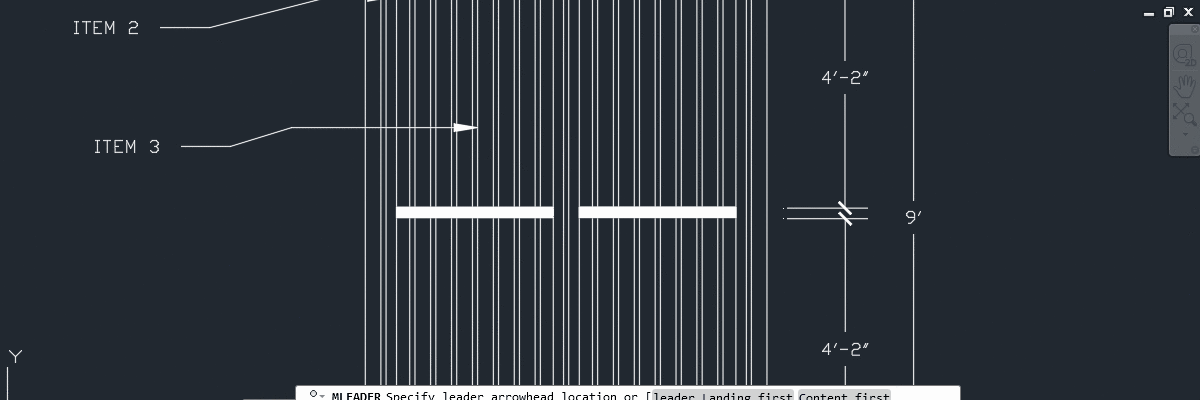 ITEM 2
4'-2"
ITEM 3
9'
4'-2"
Y
MLEADER Specify leader arrowhead location or [leader Landing first Content first